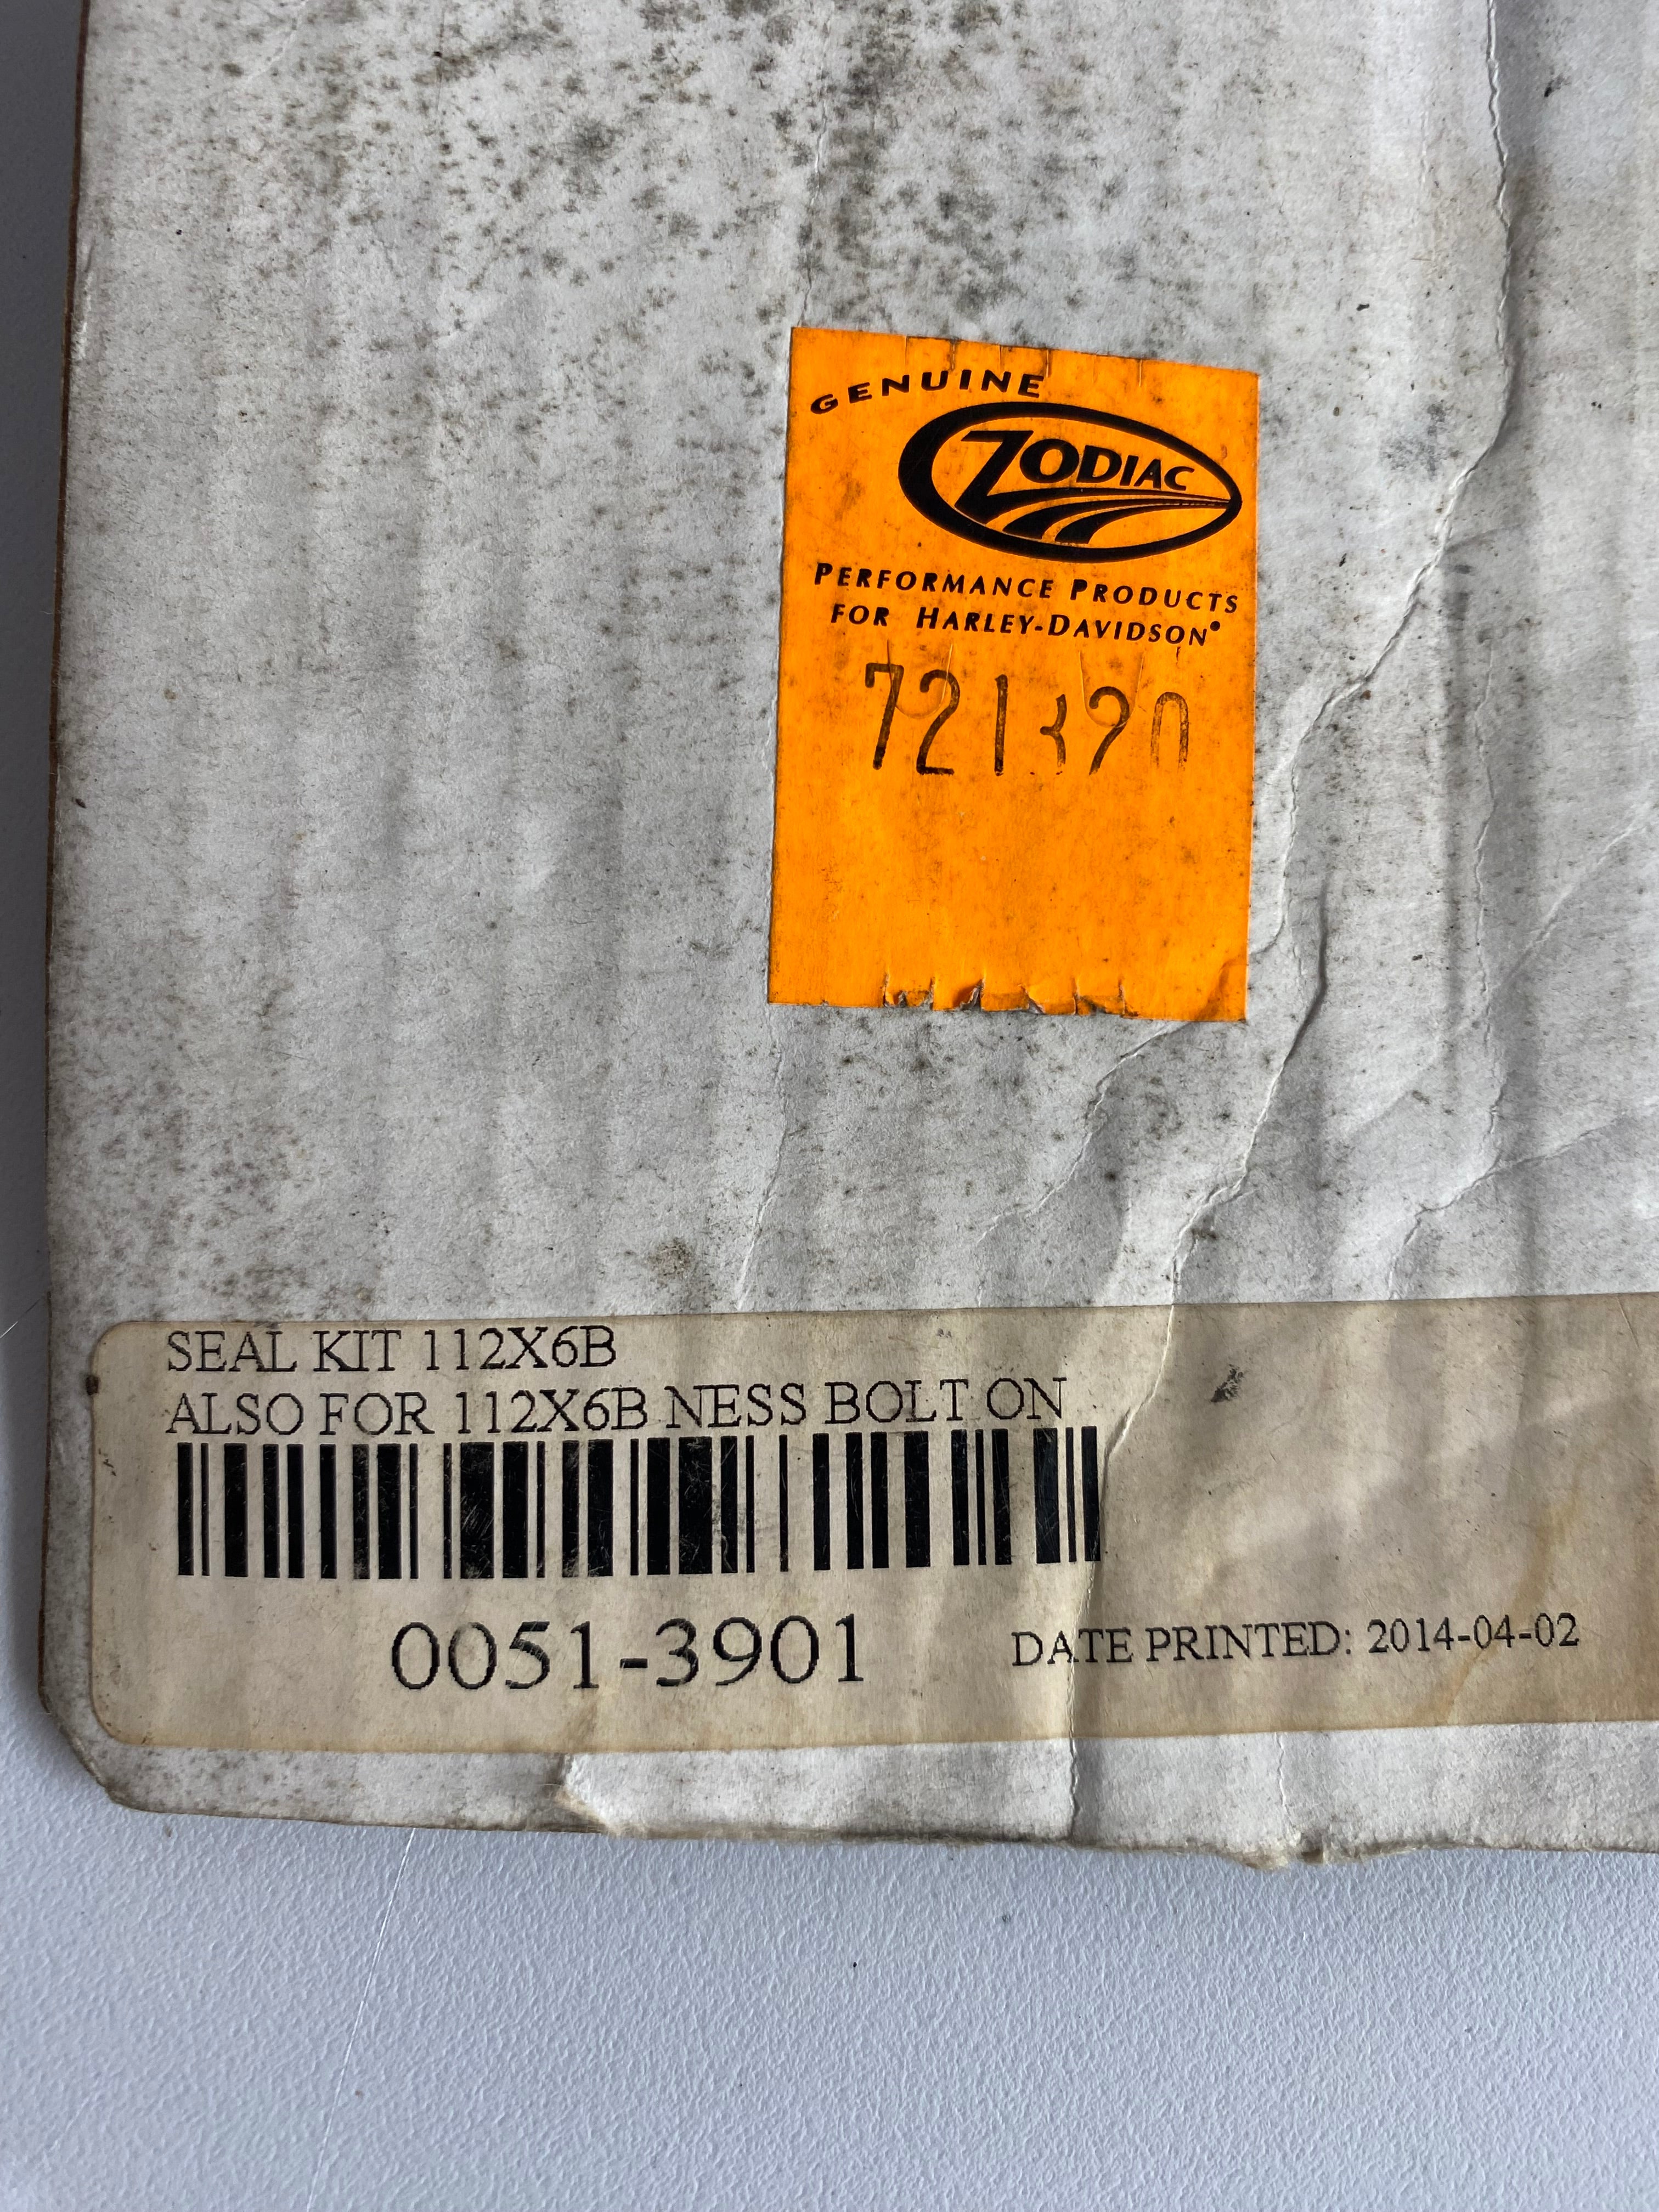 GENUINE
ZODIAC
PERFORMANCE PRODUCTS
FOR HARLEY-DAVIDSON®
SEAL KIT 112X6B
ALSO FOR 112X6B NESS BOLT ON
0051-3901
DATE PRINTED: 2014-04-02